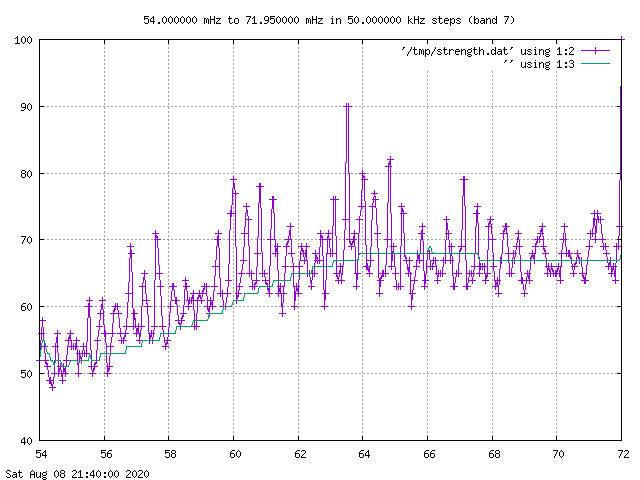 54.000000 mHz to 71.950000 mHz in 50.000000 kHz steps (band 7)
100
90
80
70
60
50
40
'/tmp/strength.dat' using 1:2
'' using 1:3
54 56 58 60 62 64 66 68 70 72
Sat Aug 08 21:40:00 2020